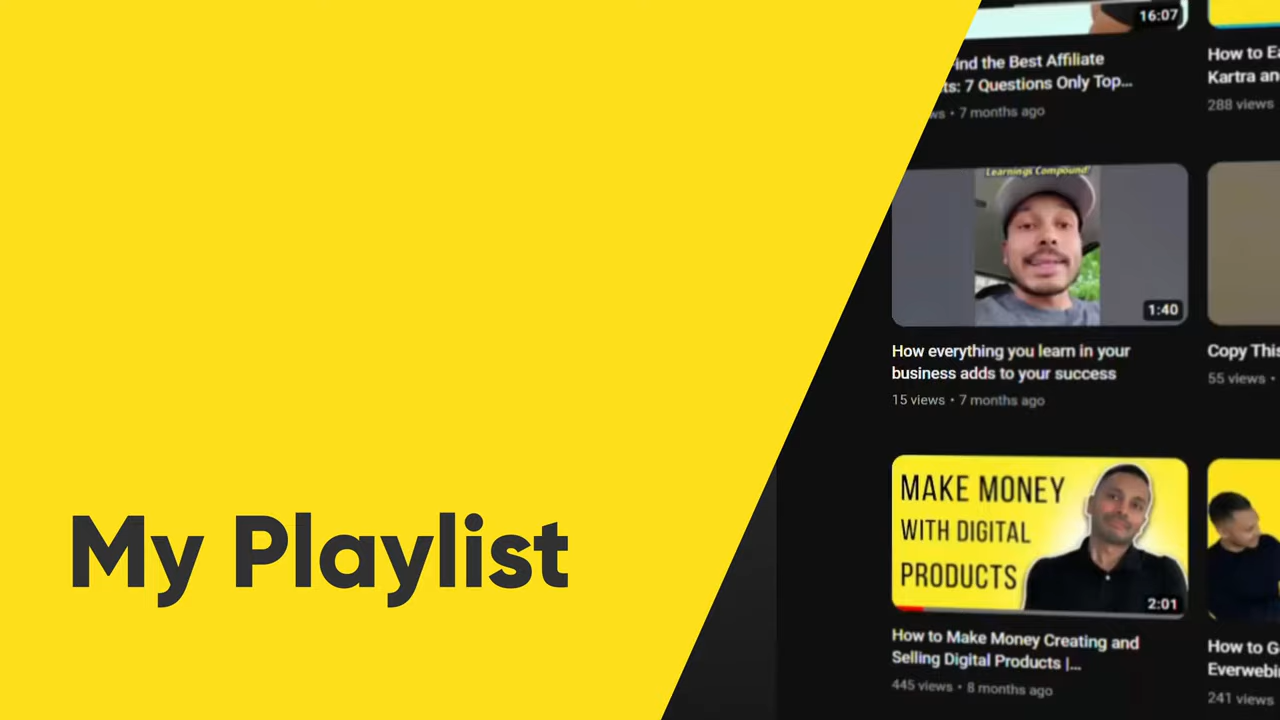 My Playlist
16:07
ind the Best Affiliate
ts: 7 Questions Only Top...
ws • 7 months ago
How to Ea
Kartra an
288 views
Learnings Compound!
1:40
How everything you learn in your
business adds to your success
15 views • 7 months ago
Copy This
55 views •
MAKE MONEY
WITH DIGITAL
PRODUCTS
2:01
How to Make Money Creating and
Selling Digital Products |...
445 views • 8 months ago
How to G
Everwebin
241 views